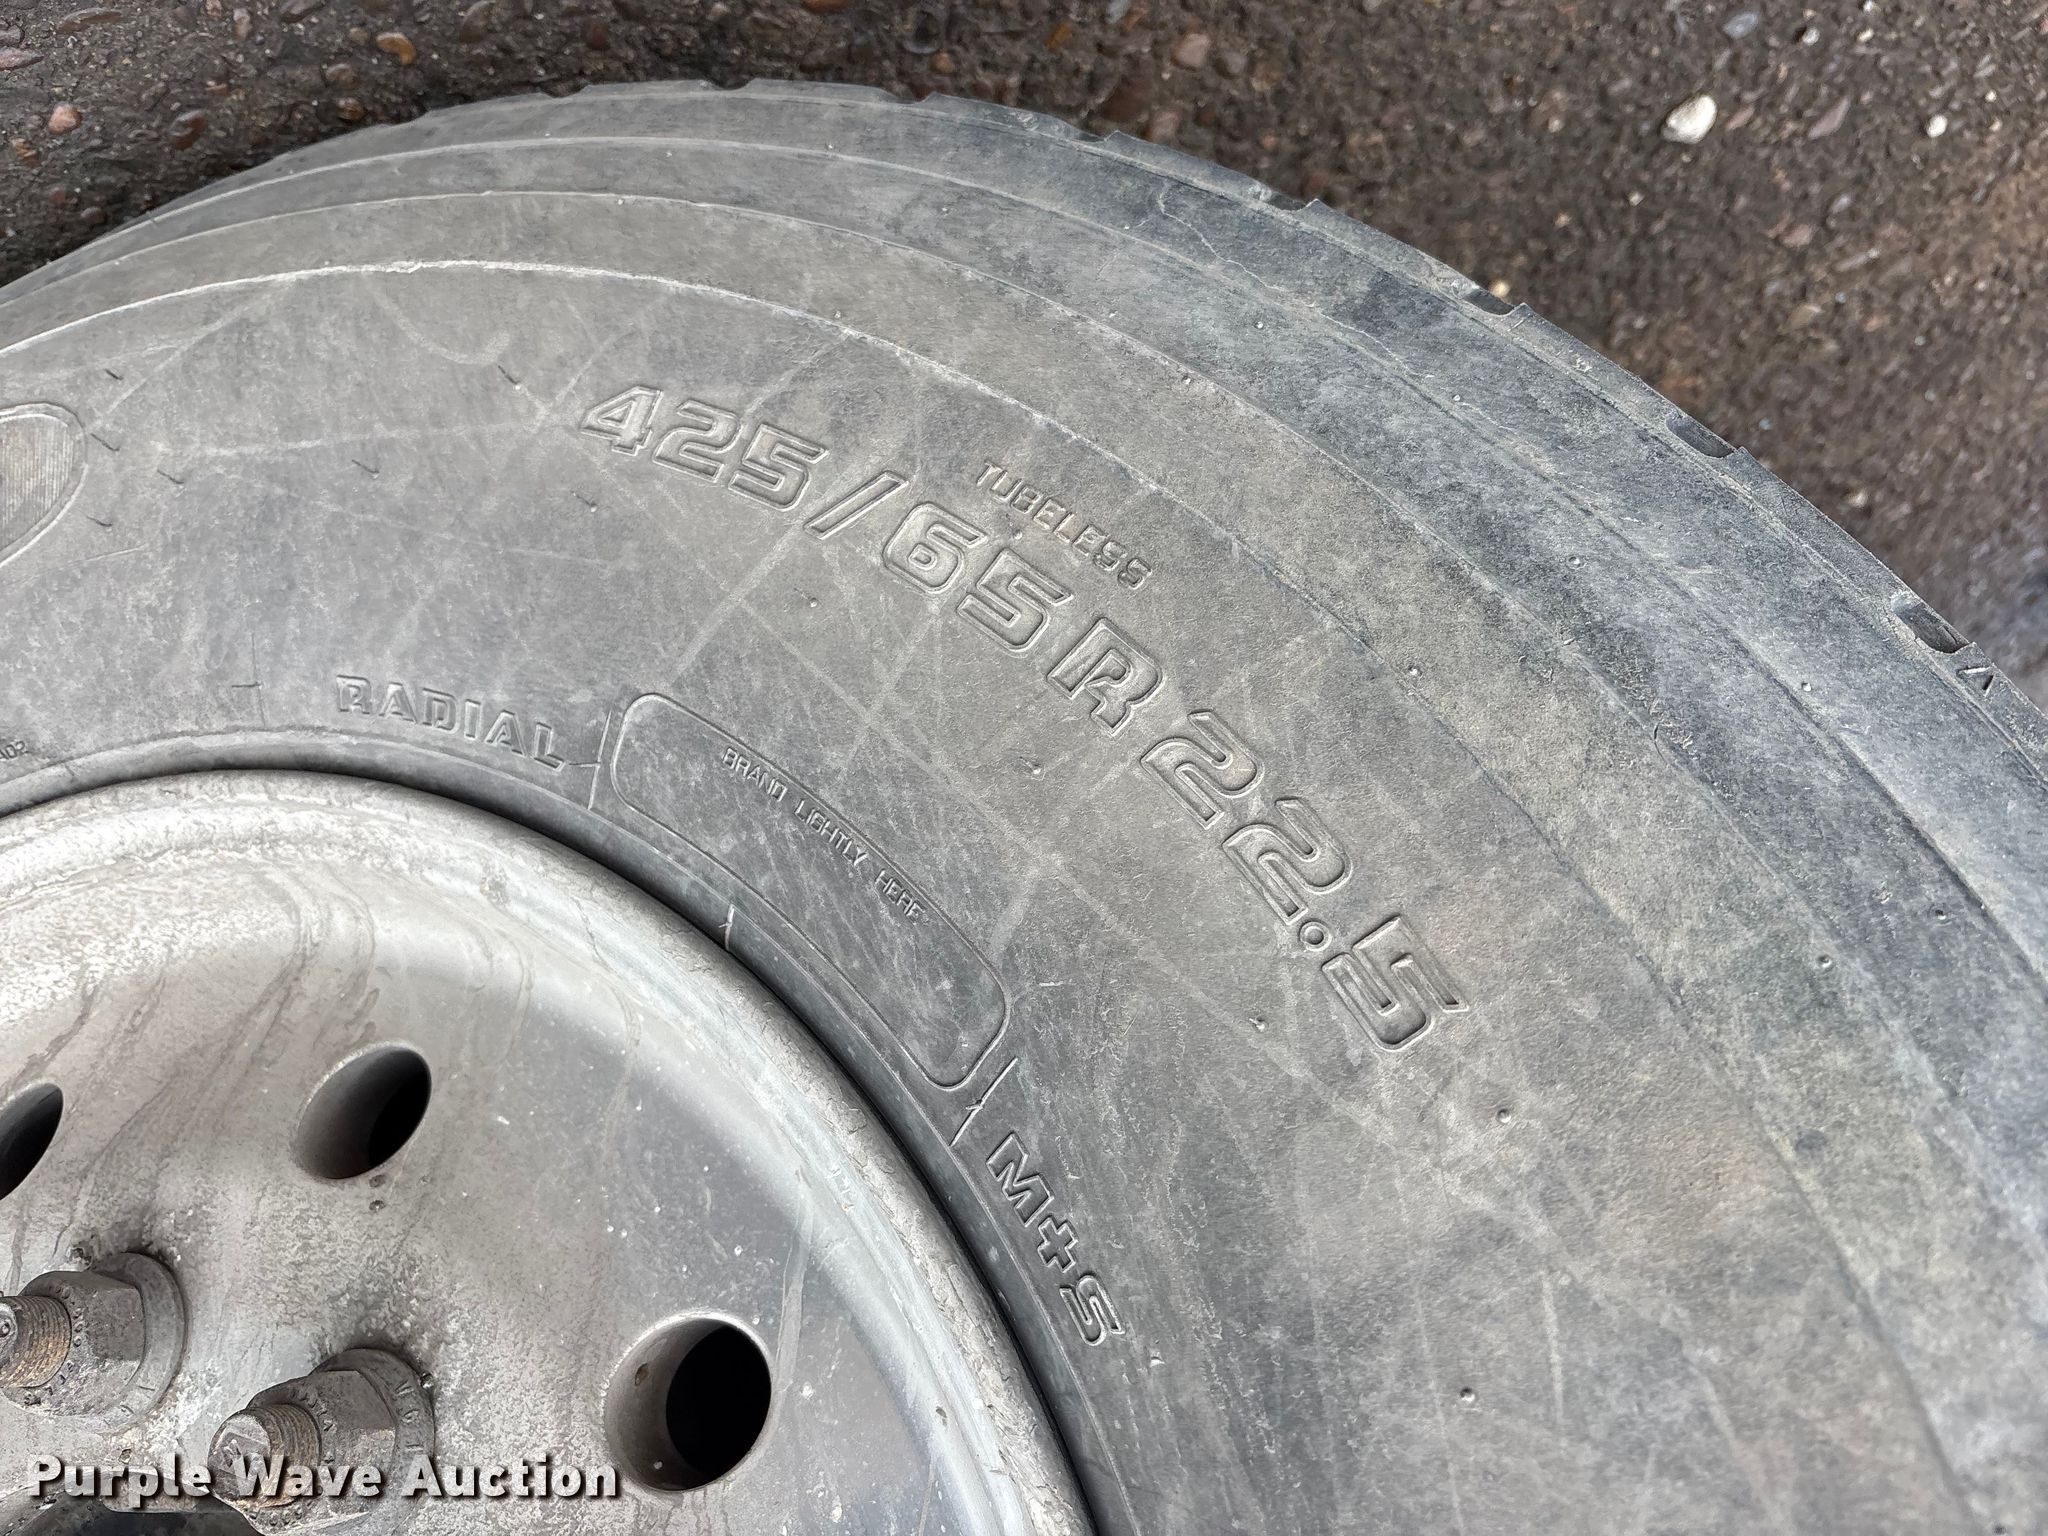 TUBELESS
425/65R22.5
RADIAL
BRAND LIGHTLY HERE
M+S
Purple Wave Auction